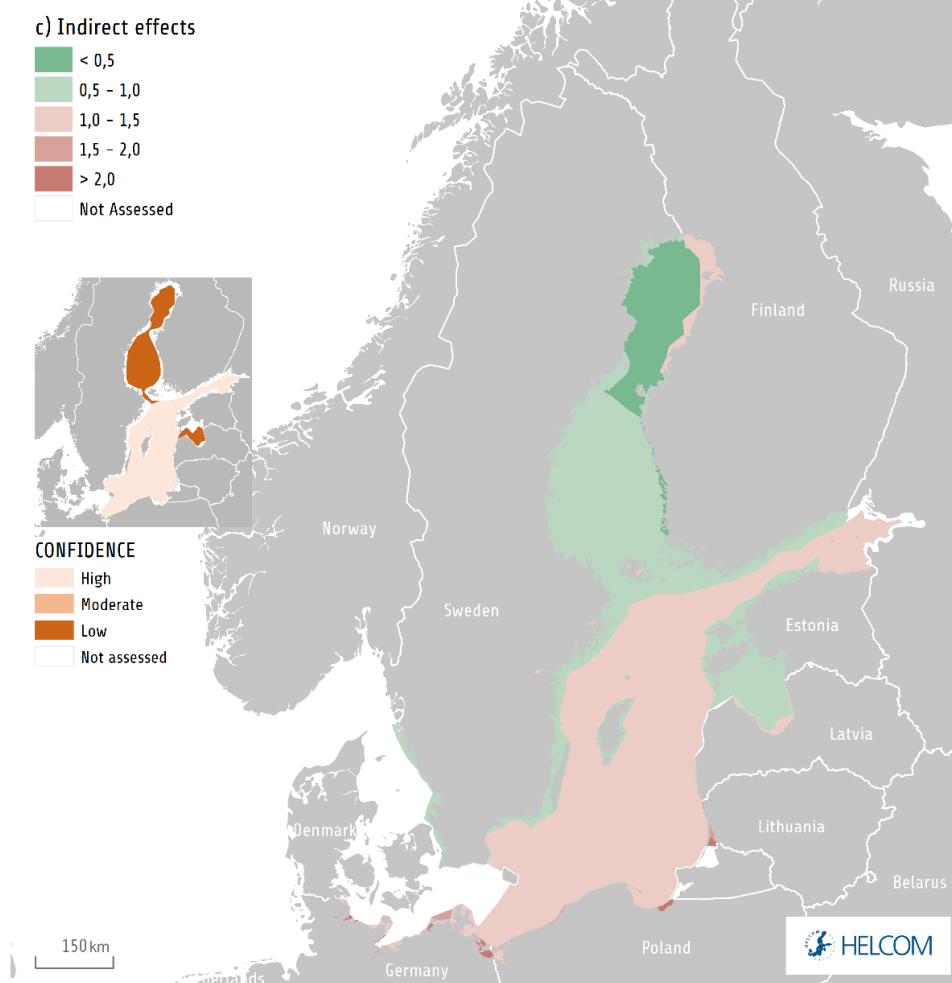 c) Indirect effects
< 0,5
0,5 - 1,0
1,0 - 1,5
1,5 - 2,0
> 2,0
Not Assessed
CONFIDENCE
High
Moderate
Low
Not assessed
Russia
Finland
Norway
Sweden
Estonia
Latvia
Denmark
Lithuania
Belarus
150 km
Poland
HELCOM
Germany